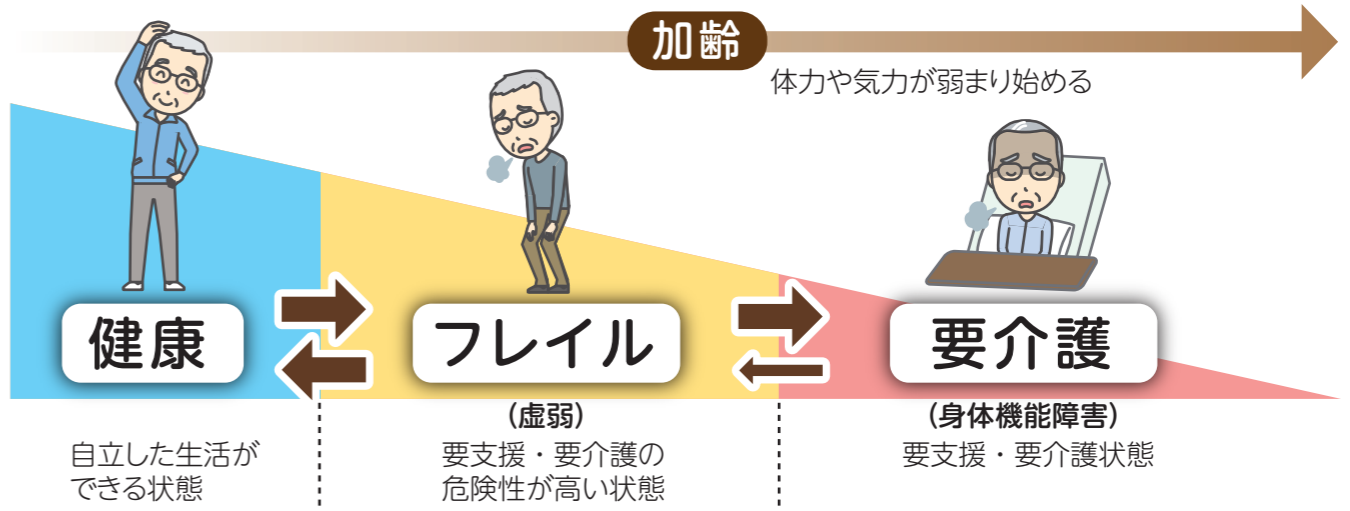 加齢
体力や気力が弱まり始める
健康
フレイル
要介護
(虚弱)
(身体機能障害)
自立した生活が
できる状態
要支援・要介護の
危険性が高い状態
要支援・要介護状態